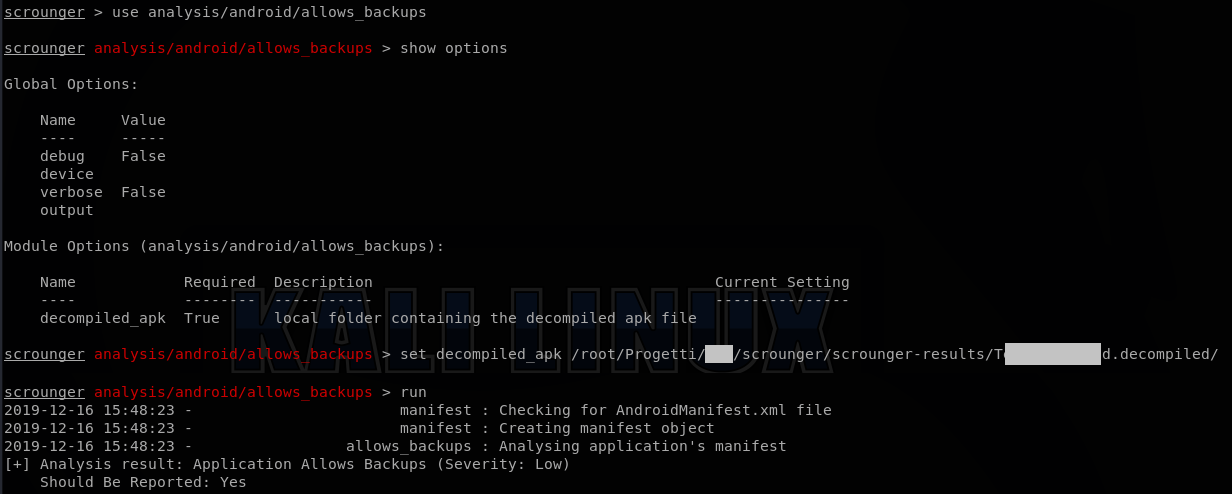 scrounger > use analysis/android/allows_backups
scrounger analysis/android/allows_backups > show options
Global Options:
Name Value
---- -----
debug False
device
verbose False
output
Module Options (analysis/android/allows_backups):
Name Required Description Current Setting
---- -------- ----------- ---------------
decompiled_apk True local folder containing the decompiled apk file
KALI LINUX
scrounger analysis/android/allows_backups > set decompiled_apk /root/Progetti/ /scrounger/scrounger-results/T d.decompiled/
scrounger analysis/android/allows_backups > run
2019-12-16 15:48:23 - manifest : Checking for AndroidManifest.xml file
2019-12-16 15:48:23 - manifest : Creating manifest object
2019-12-16 15:48:23 - allows_backups : Analysing application's manifest
[+] Analysis result: Application Allows Backups (Severity: Low)
Should Be Reported: Yes